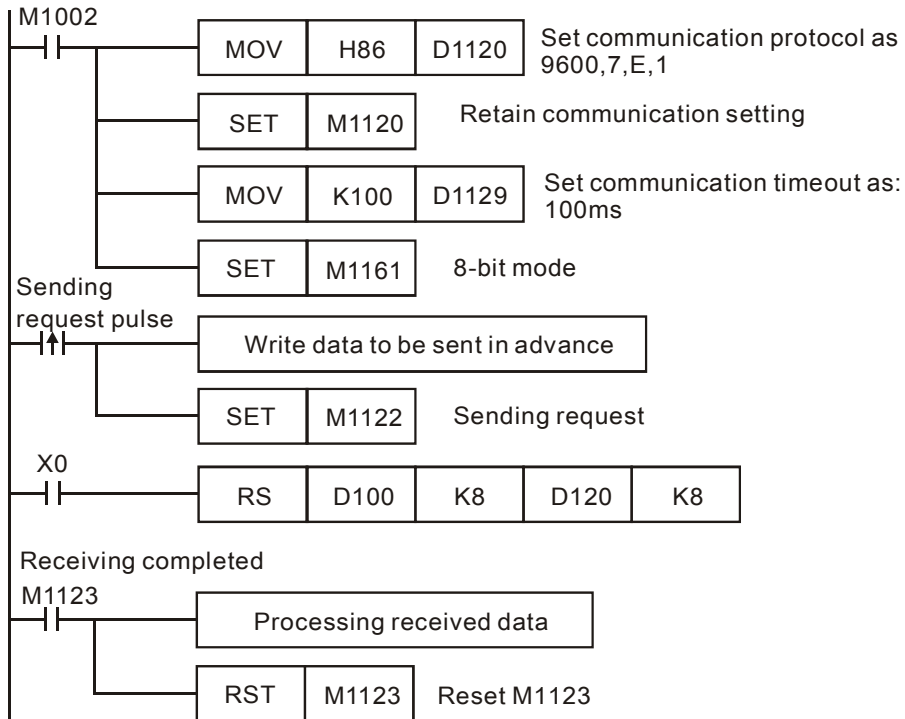 M1002
MOV H86 D1120 Set communication protocol as
9600,7,E,1
SET M1120 Retain communication setting
MOV K100 D1129 Set communication timeout as:
100ms
SET M1161 8-bit mode
Sending
request pulse
Write data to be sent in advance
SET M1122 Sending request
X0
RS D100 K8 D120 K8
Receiving completed
M1123
Processing received data
RST M1123 Reset M1123